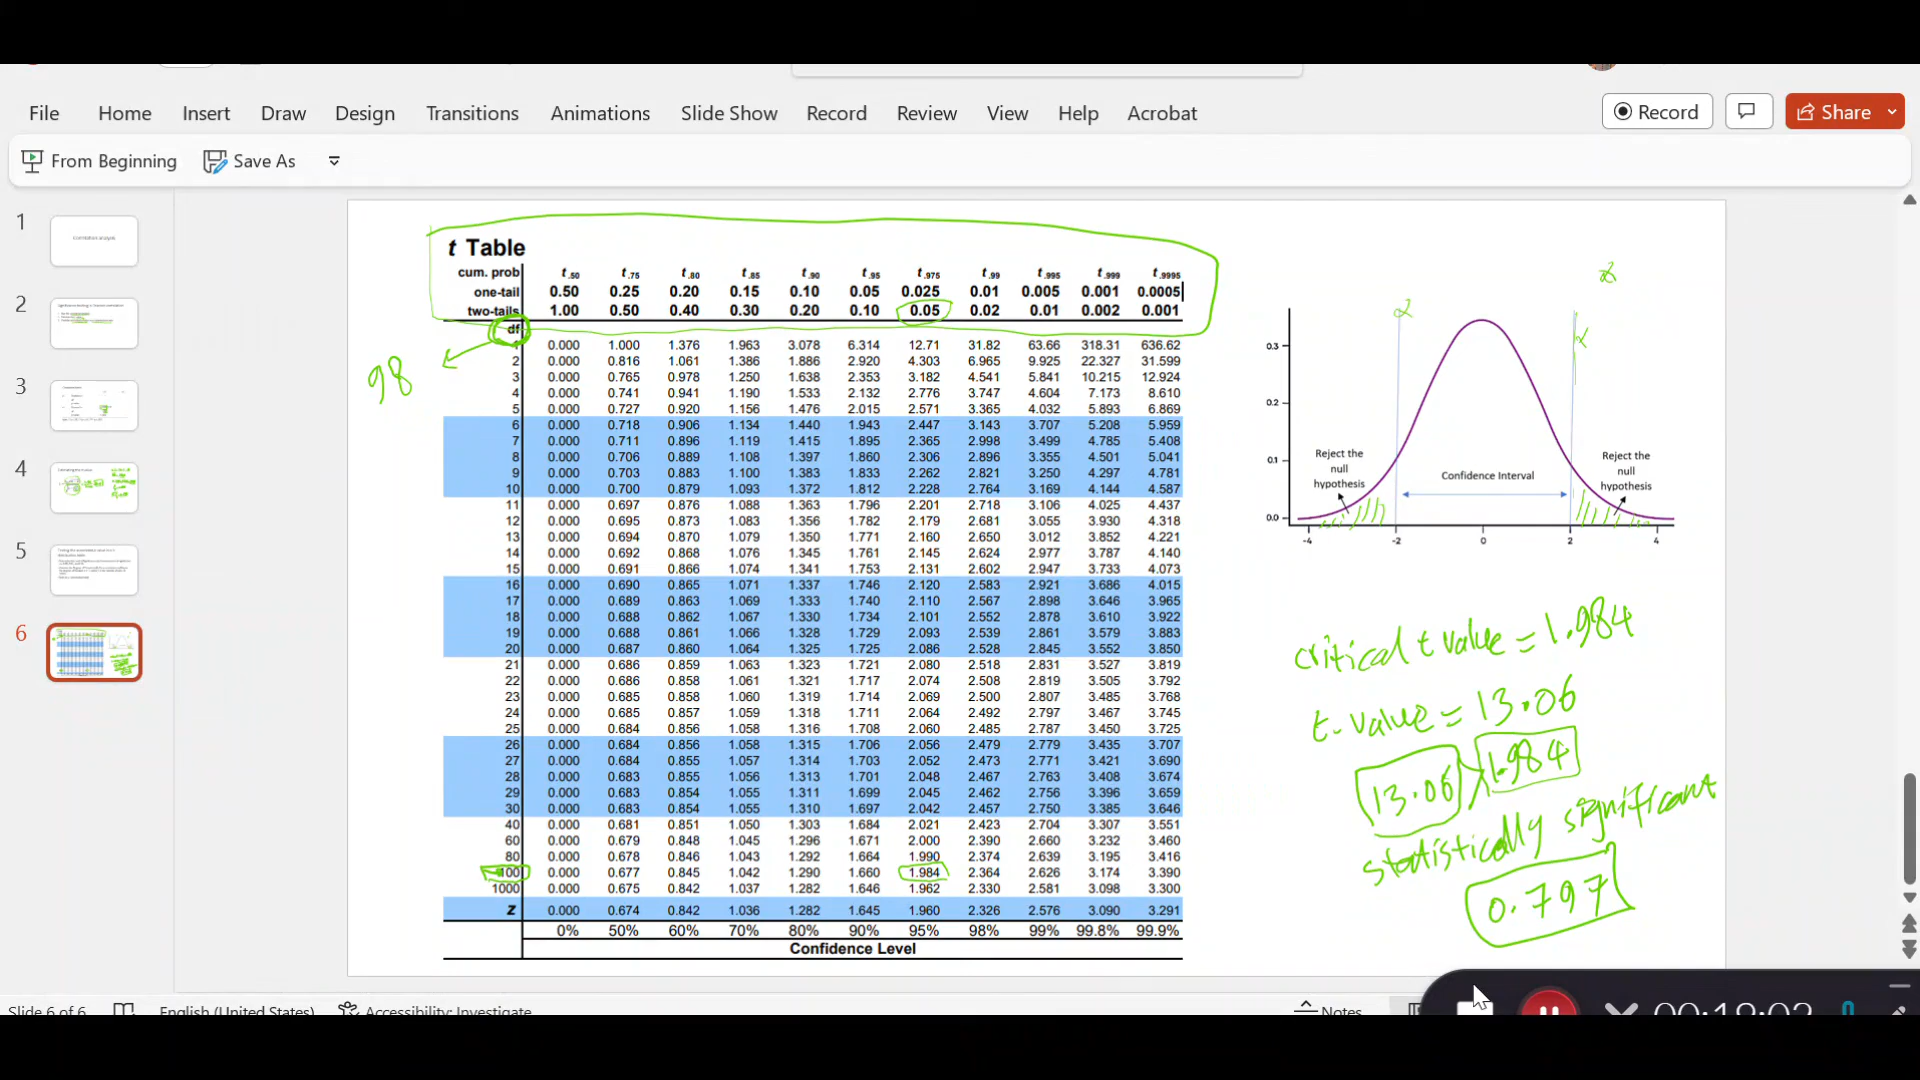 File Home Insert Draw Design Transitions Animations Slide Show Record Review View Help Acrobat
Record Share
From Beginning Save As
1
2
3
4
5
6
t Table
cum. prob t.50 t.75 t.80 t.85 t.90 t.95 t.975 t.99 t.995 t.999 t.9995
one-tail 0.50 0.25 0.20 0.15 0.10 0.05 0.025 0.01 0.005 0.001 0.0005
two-tails 1.00 0.50 0.40 0.30 0.20 0.10 0.05 0.02 0.01 0.002 0.001
df
98
1 0.000 1.000 1.376 1.963 3.078 6.314 12.71 31.82 63.66 318.31 636.62
2 0.000 0.816 1.061 1.386 1.886 2.920 4.303 6.965 9.925 22.327 31.599
3 0.000 0.765 0.978 1.250 1.638 2.353 3.182 4.541 5.841 10.215 12.924
4 0.000 0.741 0.941 1.190 1.533 2.132 2.776 3.747 4.604 7.173 8.610
5 0.000 0.727 0.920 1.156 1.476 2.015 2.571 3.365 4.032 5.893 6.869
6 0.000 0.718 0.906 1.134 1.440 1.943 2.447 3.143 3.707 5.208 5.959
7 0.000 0.711 0.896 1.119 1.415 1.895 2.365 2.998 3.499 4.785 5.408
8 0.000 0.706 0.889 1.108 1.397 1.860 2.306 2.896 3.355 4.501 5.041
9 0.000 0.703 0.883 1.100 1.383 1.833 2.262 2.821 3.250 4.297 4.781
10 0.000 0.700 0.879 1.093 1.372 1.812 2.228 2.764 3.169 4.144 4.587
11 0.000 0.697 0.876 1.088 1.363 1.796 2.201 2.718 3.106 4.025 4.437
12 0.000 0.695 0.873 1.083 1.356 1.782 2.179 2.681 3.055 3.930 4.318
13 0.000 0.694 0.870 1.079 1.350 1.771 2.160 2.650 3.012 3.852 4.221
14 0.000 0.692 0.868 1.076 1.345 1.761 2.145 2.624 2.977 3.787 4.140
15 0.000 0.691 0.866 1.074 1.341 1.753 2.131 2.602 2.947 3.733 4.073
16 0.000 0.690 0.865 1.071 1.337 1.746 2.120 2.583 2.921 3.686 4.015
17 0.000 0.689 0.863 1.069 1.333 1.740 2.110 2.567 2.898 3.646 3.965
18 0.000 0.688 0.862 1.067 1.330 1.734 2.101 2.552 2.878 3.610 3.922
19 0.000 0.688 0.861 1.066 1.328 1.729 2.093 2.539 2.861 3.579 3.883
20 0.000 0.687 0.860 1.064 1.325 1.725 2.086 2.528 2.845 3.552 3.850
21 0.000 0.686 0.859 1.063 1.323 1.721 2.080 2.518 2.831 3.527 3.819
22 0.000 0.686 0.858 1.061 1.321 1.717 2.074 2.508 2.819 3.505 3.792
23 0.000 0.685 0.858 1.060 1.319 1.714 2.069 2.500 2.807 3.485 3.768
24 0.000 0.685 0.857 1.059 1.318 1.711 2.064 2.492 2.797 3.467 3.745
25 0.000 0.684 0.856 1.058 1.316 1.708 2.060 2.485 2.787 3.450 3.725
26 0.000 0.684 0.856 1.058 1.315 1.706 2.056 2.479 2.779 3.435 3.707
27 0.000 0.684 0.855 1.057 1.314 1.703 2.052 2.473 2.771 3.421 3.690
28 0.000 0.683 0.855 1.056 1.313 1.701 2.048 2.467 2.763 3.408 3.674
29 0.000 0.683 0.854 1.055 1.311 1.699 2.045 2.462 2.756 3.396 3.659
30 0.000 0.683 0.854 1.055 1.310 1.697 2.042 2.457 2.750 3.385 3.646
40 0.000 0.681 0.851 1.050 1.303 1.684 2.021 2.423 2.704 3.307 3.551
60 0.000 0.679 0.848 1.045 1.296 1.671 2.000 2.390 2.660 3.232 3.460
80 0.000 0.678 0.846 1.043 1.292 1.664 1.990 2.374 2.639 3.195 3.416
100 0.000 0.677 0.845 1.042 1.290 1.660 1.984 2.364 2.626 3.174 3.390
1000 0.000 0.675 0.842 1.037 1.282 1.646 1.962 2.330 2.581 3.098 3.300
Z 0.000 0.674 0.842 1.036 1.282 1.645 1.960 2.326 2.576 3.090 3.291
0% 50% 60% 70% 80% 90% 95% 98% 99% 99.8% 99.9%
Confidence Level
α
α
α
0.3
0.2
0.1
0.0
Reject the
null
hypothesis
Confidence Interval
Reject the
null
hypothesis
-4 -2 0 2 4
critical t value = 1.984
t-value = 13.06
13.06 > 1.984
statistically significant
0.797
Slide 6 of 6 English (United States) Accessibility: Investigate Notes